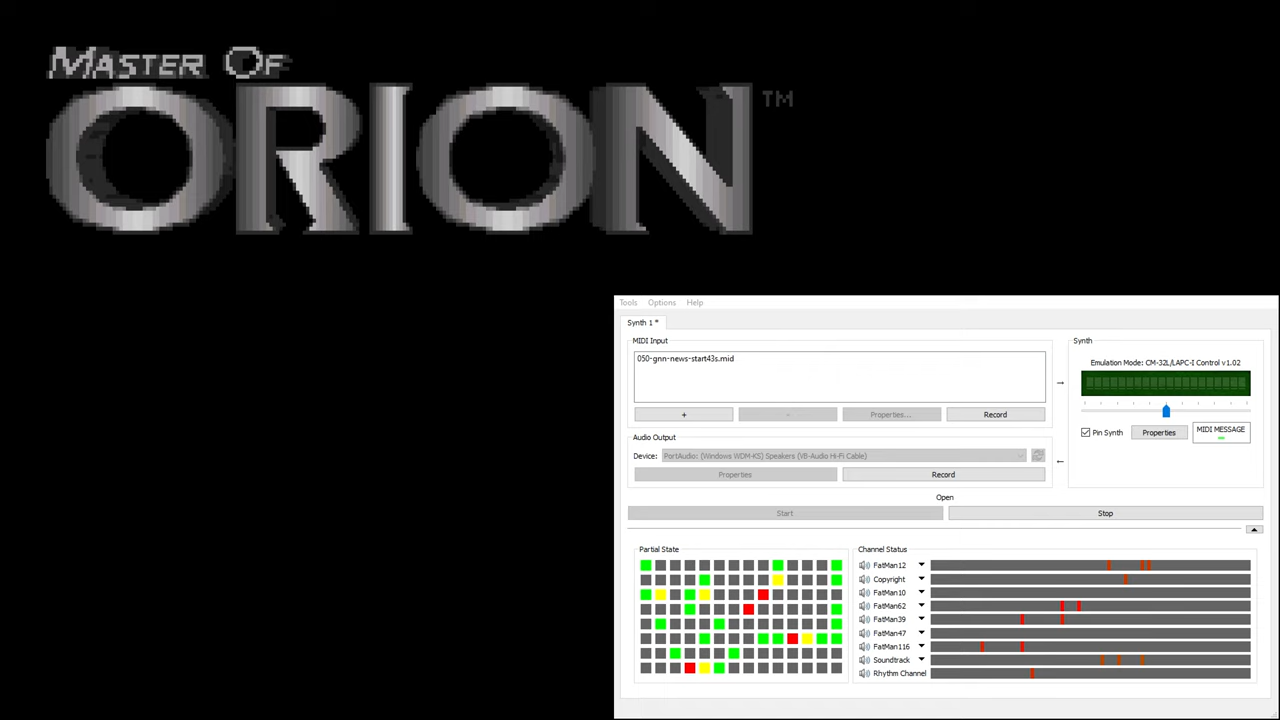 MASTER OF
ORION™
Tools Options Help
Synth 1 *
MIDI Input
050-gnn-news-start43s.mid
+ - Properties... Record
Synth
Emulation Mode: CM-32L/LAPC-I Control v1.02
Pin Synth Properties MIDI MESSAGE
Audio Output
Device: PortAudio: (Windows WDM-KS) Speakers (VB-Audio Hi-Fi Cable)
Properties Record
Open
Start Stop
Partial State
Channel Status
FatMan12
Copyright
FatMan10
FatMan62
FatMan39
FatMan47
FatMan116
Soundtrack
Rhythm Channel